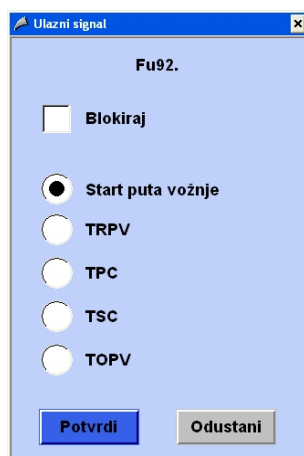 Ulazni signal
Fu92.
Blokiraj
Start puta vožnje
TRPV
TPC
TSC
TOPV
Potvrdi Odustani